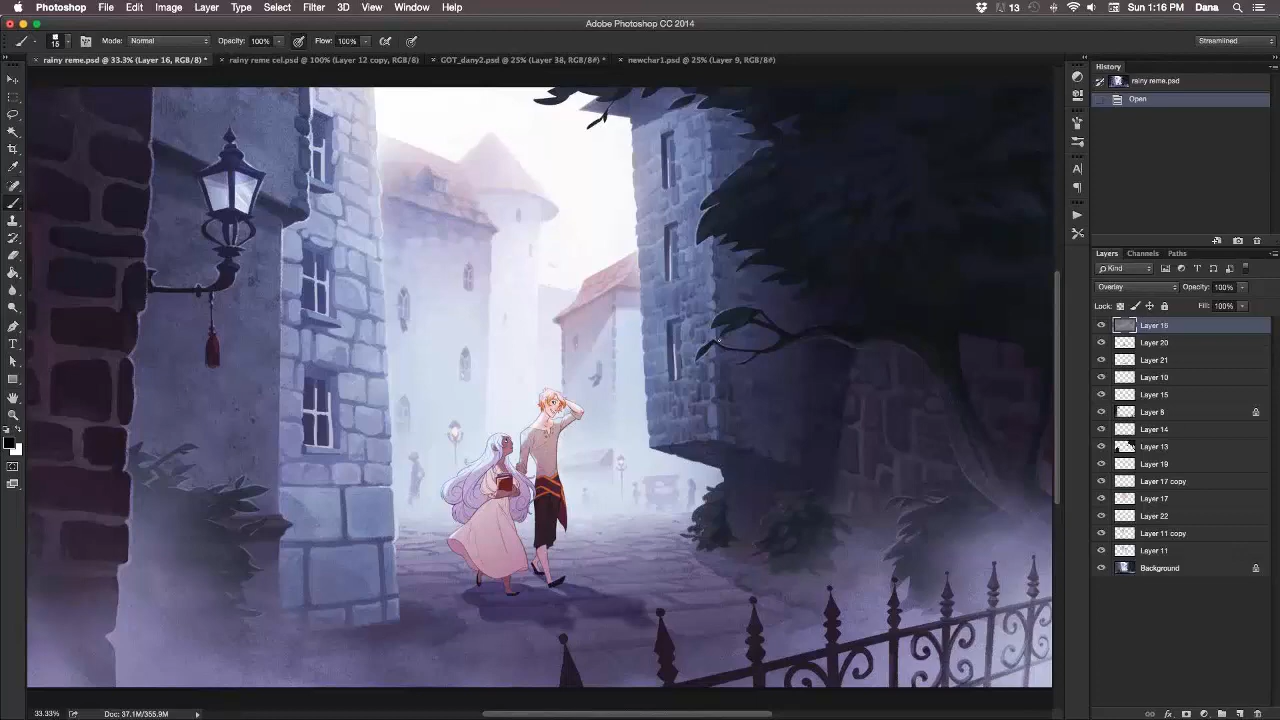 Photoshop File Edit Image Layer Type Select Filter 3D View Window Help 13 Sun 1:16 PM Dana
Adobe Photoshop CC 2014
15 Mode: Normal Opacity: 100% Flow: 100% Streamlined
× rainy reme.psd @ 33.3% (Layer 16, RGB/8) * × rainy reme cel.psd @ 100% (Layer 12 copy, RGB/8) × GOT_dany2.psd @ 25% (Layer 38, RGB/8#) * × newchar1.psd @ 25% (Layer 9, RGB/8#)
History
rainy reme.psd
Open
Layers Channels Paths
Kind
Overlay Opacity: 100%
Lock: Fill: 100%
Layer 16
Layer 20
Layer 21
Layer 10
Layer 15
Layer 8
Layer 14
Layer 13
Layer 19
Layer 17 copy
Layer 17
Layer 22
Layer 11 copy
Layer 11
Background
33.33% Doc: 37.1M/355.9M